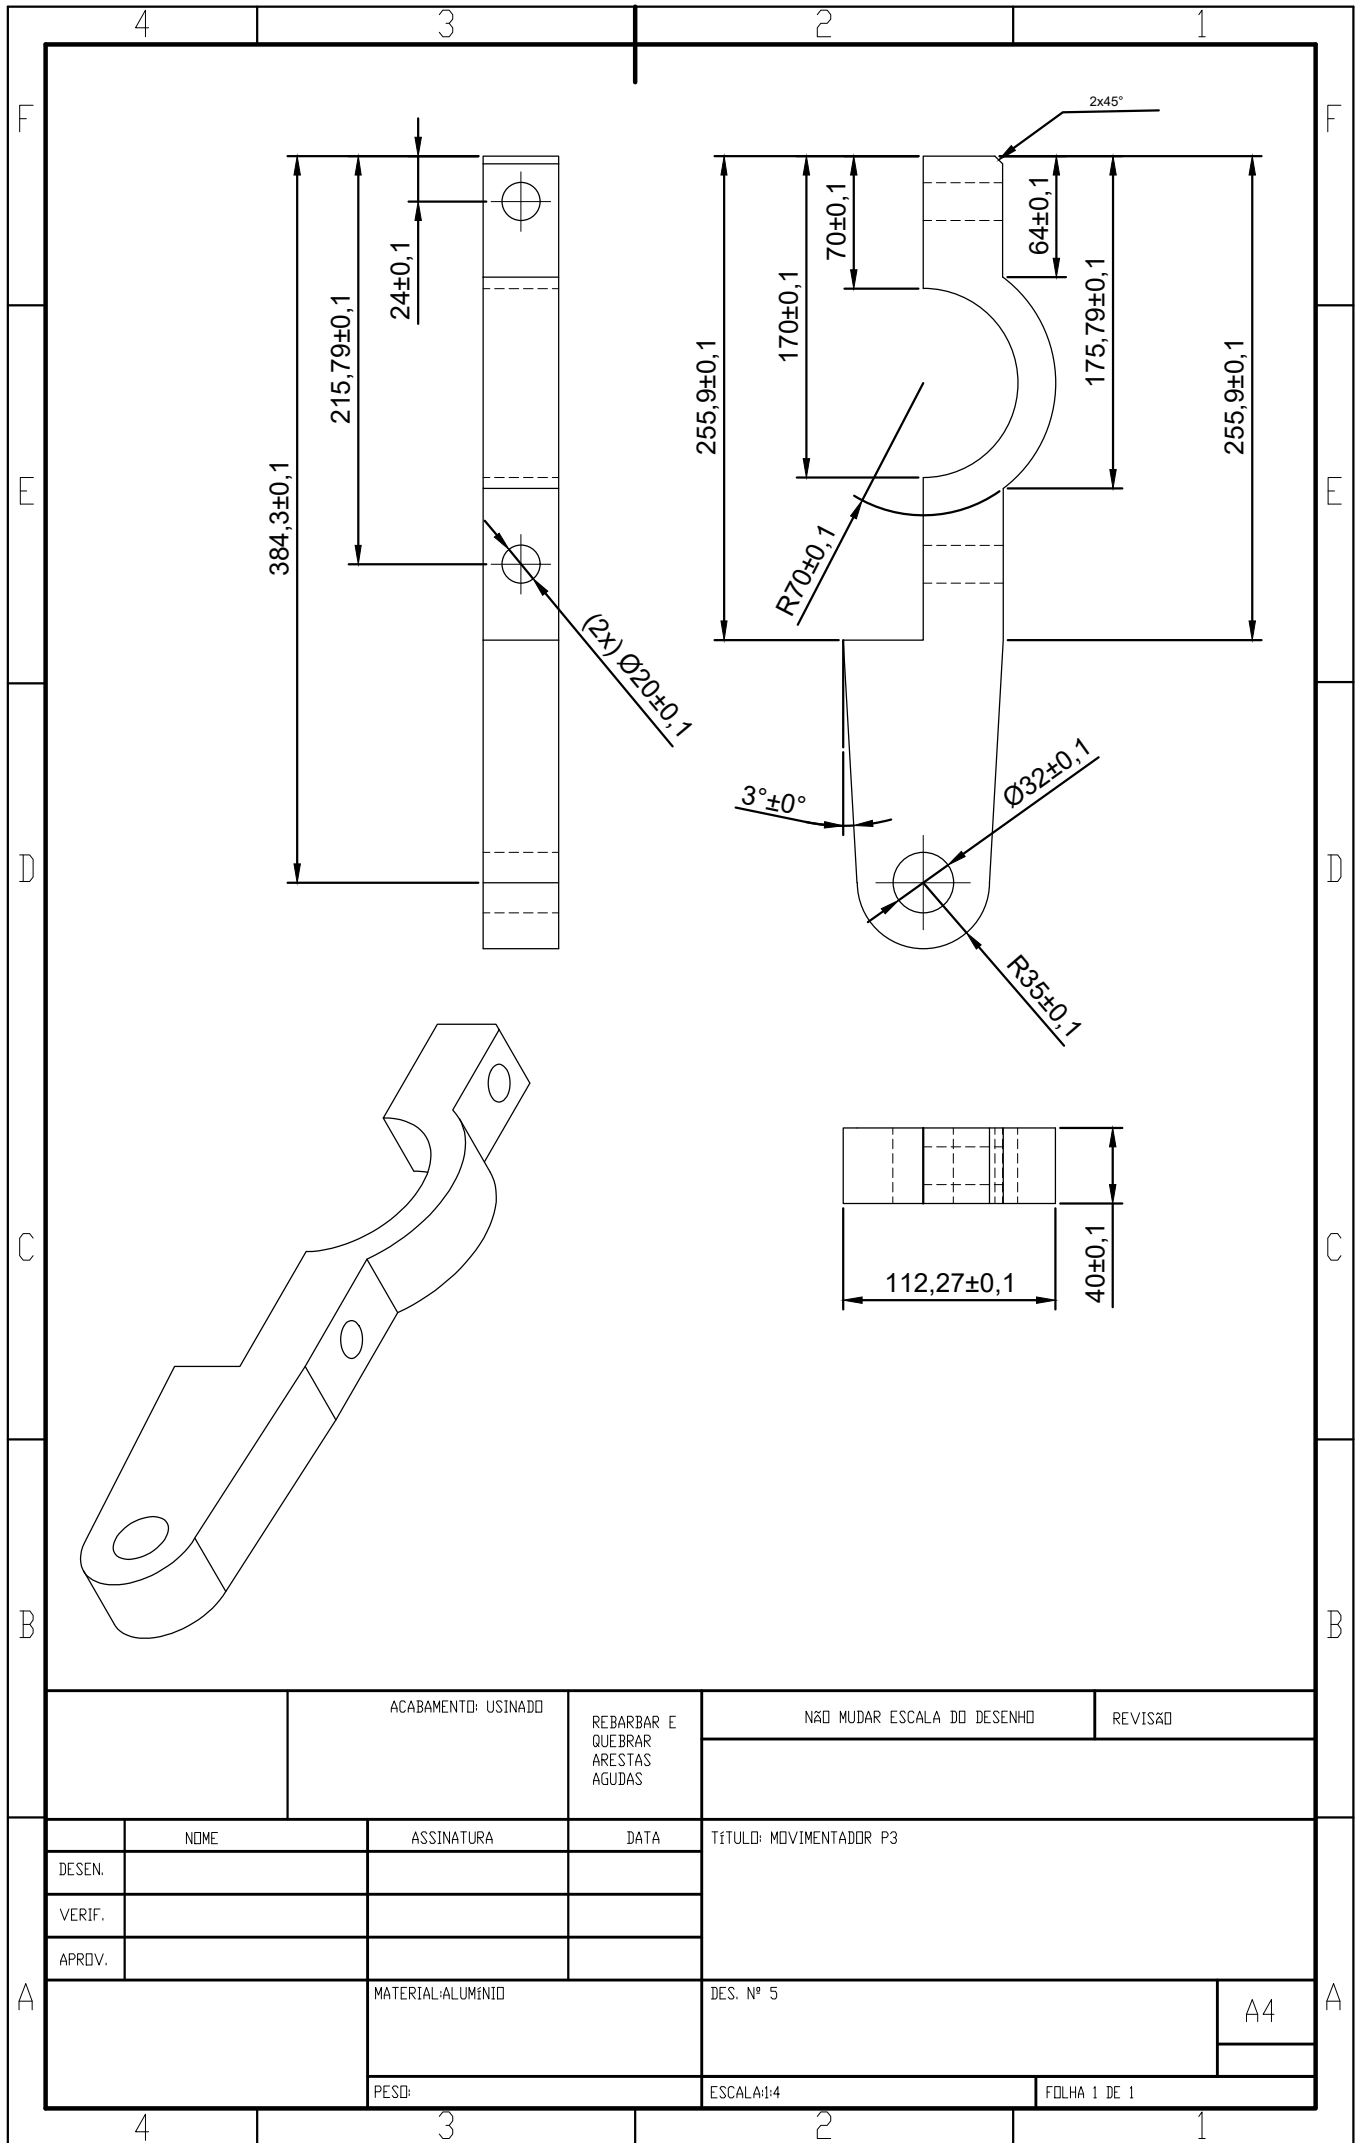 4 3 2 1
F F
E E
D D
C C
B B
A A
2x45°
24±0,1
215,79±0,1
384,3±0,1
(2x) Ø20±0,1
70±0,1
170±0,1
255,9±0,1
64±0,1
175,79±0,1
255,9±0,1
R70±0,1
3°±0°
Ø32±0,1
R35±0,1
112,27±0,1
40±0,1
ACABAMENTO: USINADO
REBARBAR E
QUEBRAR
ARESTAS
AGUDAS
NãO MUDAR ESCALA DO DESENHO
REVISãO
NOME ASSINATURA DATA
TíTULO: MOVIMENTADOR P3
DESEN.
VERIF.
APROV.
MATERIAL:ALUMíNIO
DES. Nº 5
A4
PESO:
ESCALA:1:4
FOLHA 1 DE 1
4 3 2 1